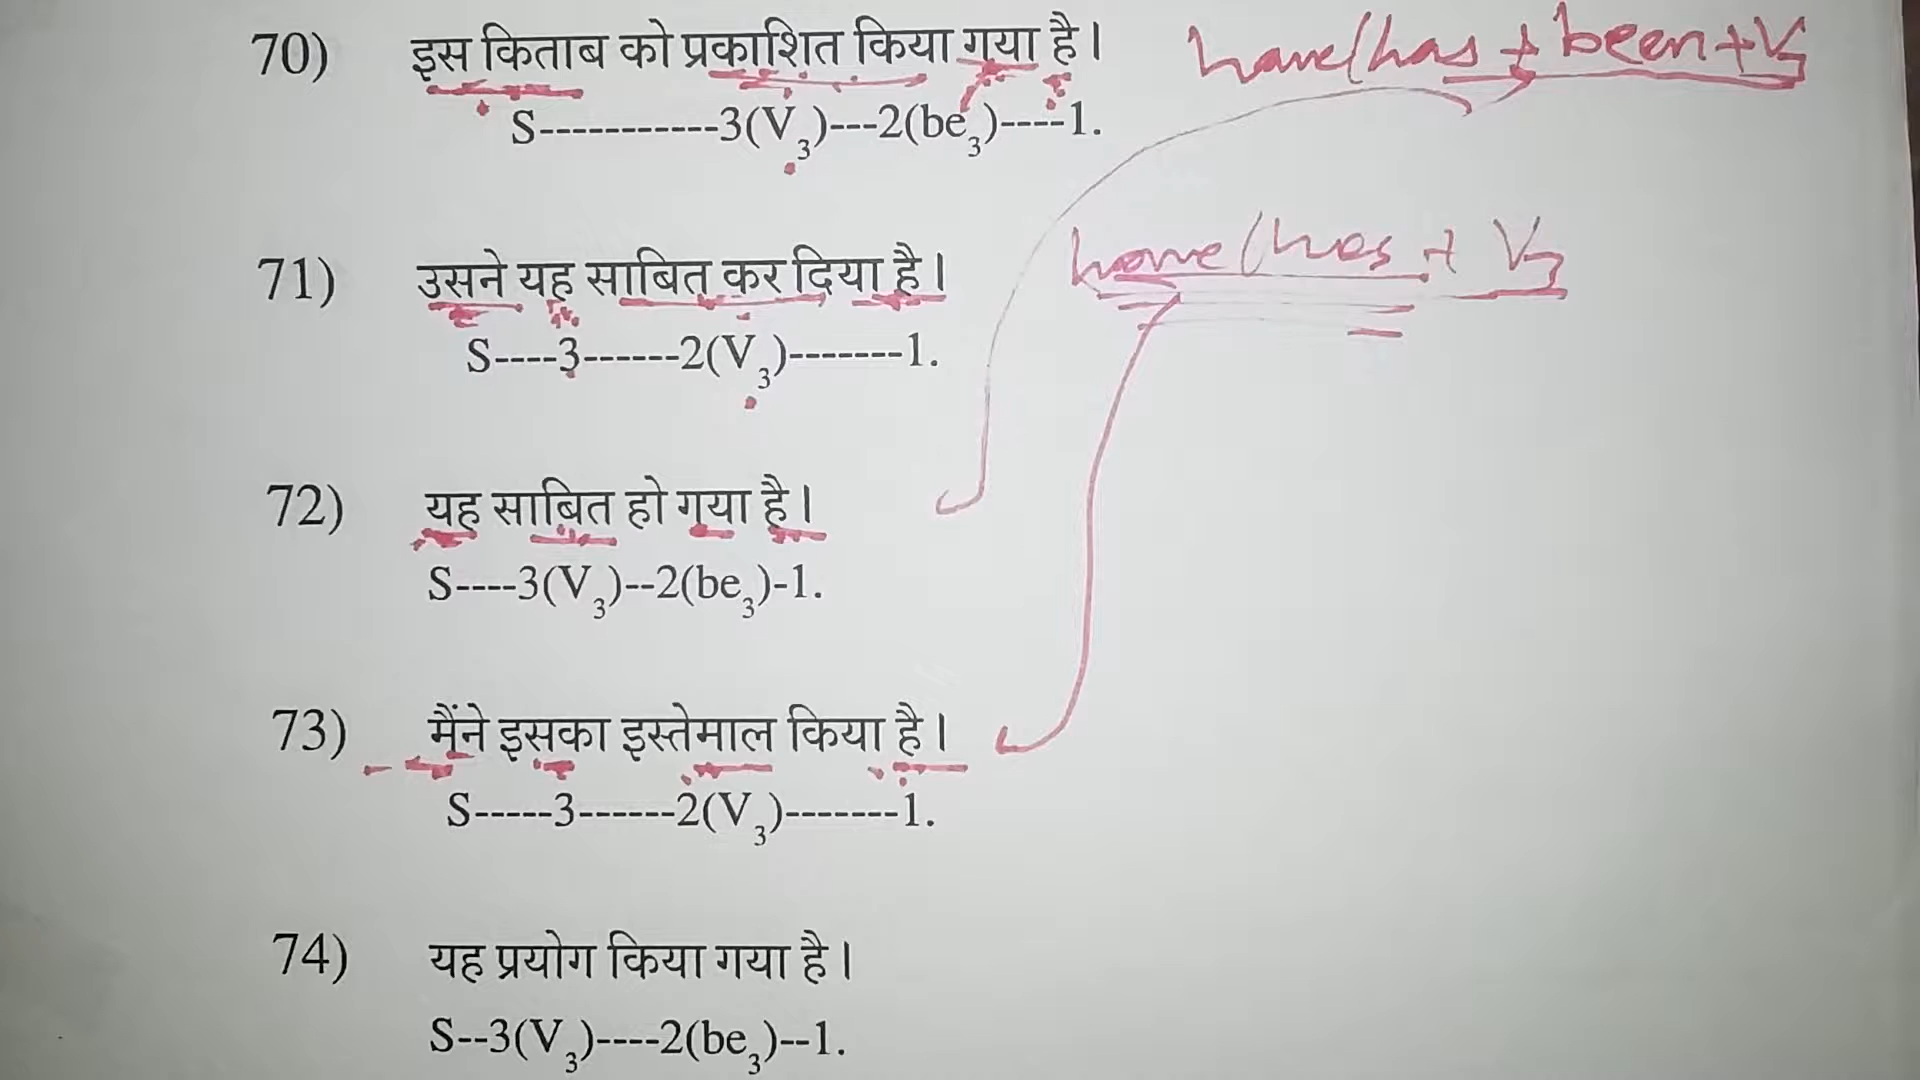 70) इस किताब को प्रकाशित किया गया है। have/has + been + V3
S-----------3(V3)---2(be3)----1.
71) उसने यह साबित कर दिया है। have/has + V3
S----3------2(V3)-------1.
72) यह साबित हो गया है।
S----3(V3)--2(be3)-1.
73) मैंने इसका इस्तेमाल किया है।
S-----3------2(V3)-------1.
74) यह प्रयोग किया गया है।
S--3(V3)----2(be3)--1.